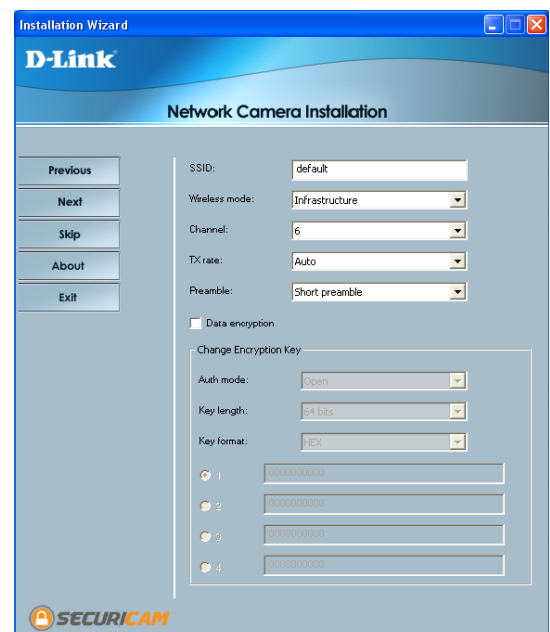 Installation Wizard
D-Link
Network Camera Installation
Previous
Next
Skip
About
Exit
SSID: default
Wireless mode: Infrastructure
Channel: 6
TX rate: Auto
Preamble: Short preamble
Data encryption
Change Encryption Key
Auth mode: Open
Key length: 64 bits
Key format: HEX
1 0000000000
2 0000000000
3 0000000000
4 0000000000
SECURICAM